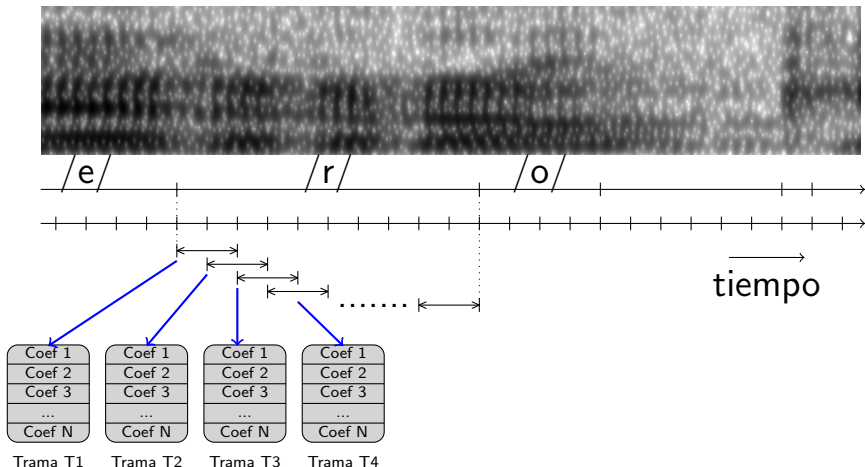 /e/ /r/ /o/
tiempo
.......
Coef 1 Coef 1 Coef 1 Coef 1
Coef 2 Coef 2 Coef 2 Coef 2
Coef 3 Coef 3 Coef 3 Coef 3
... ... ... ...
Coef N Coef N Coef N Coef N
Trama T1 Trama T2 Trama T3 Trama T4